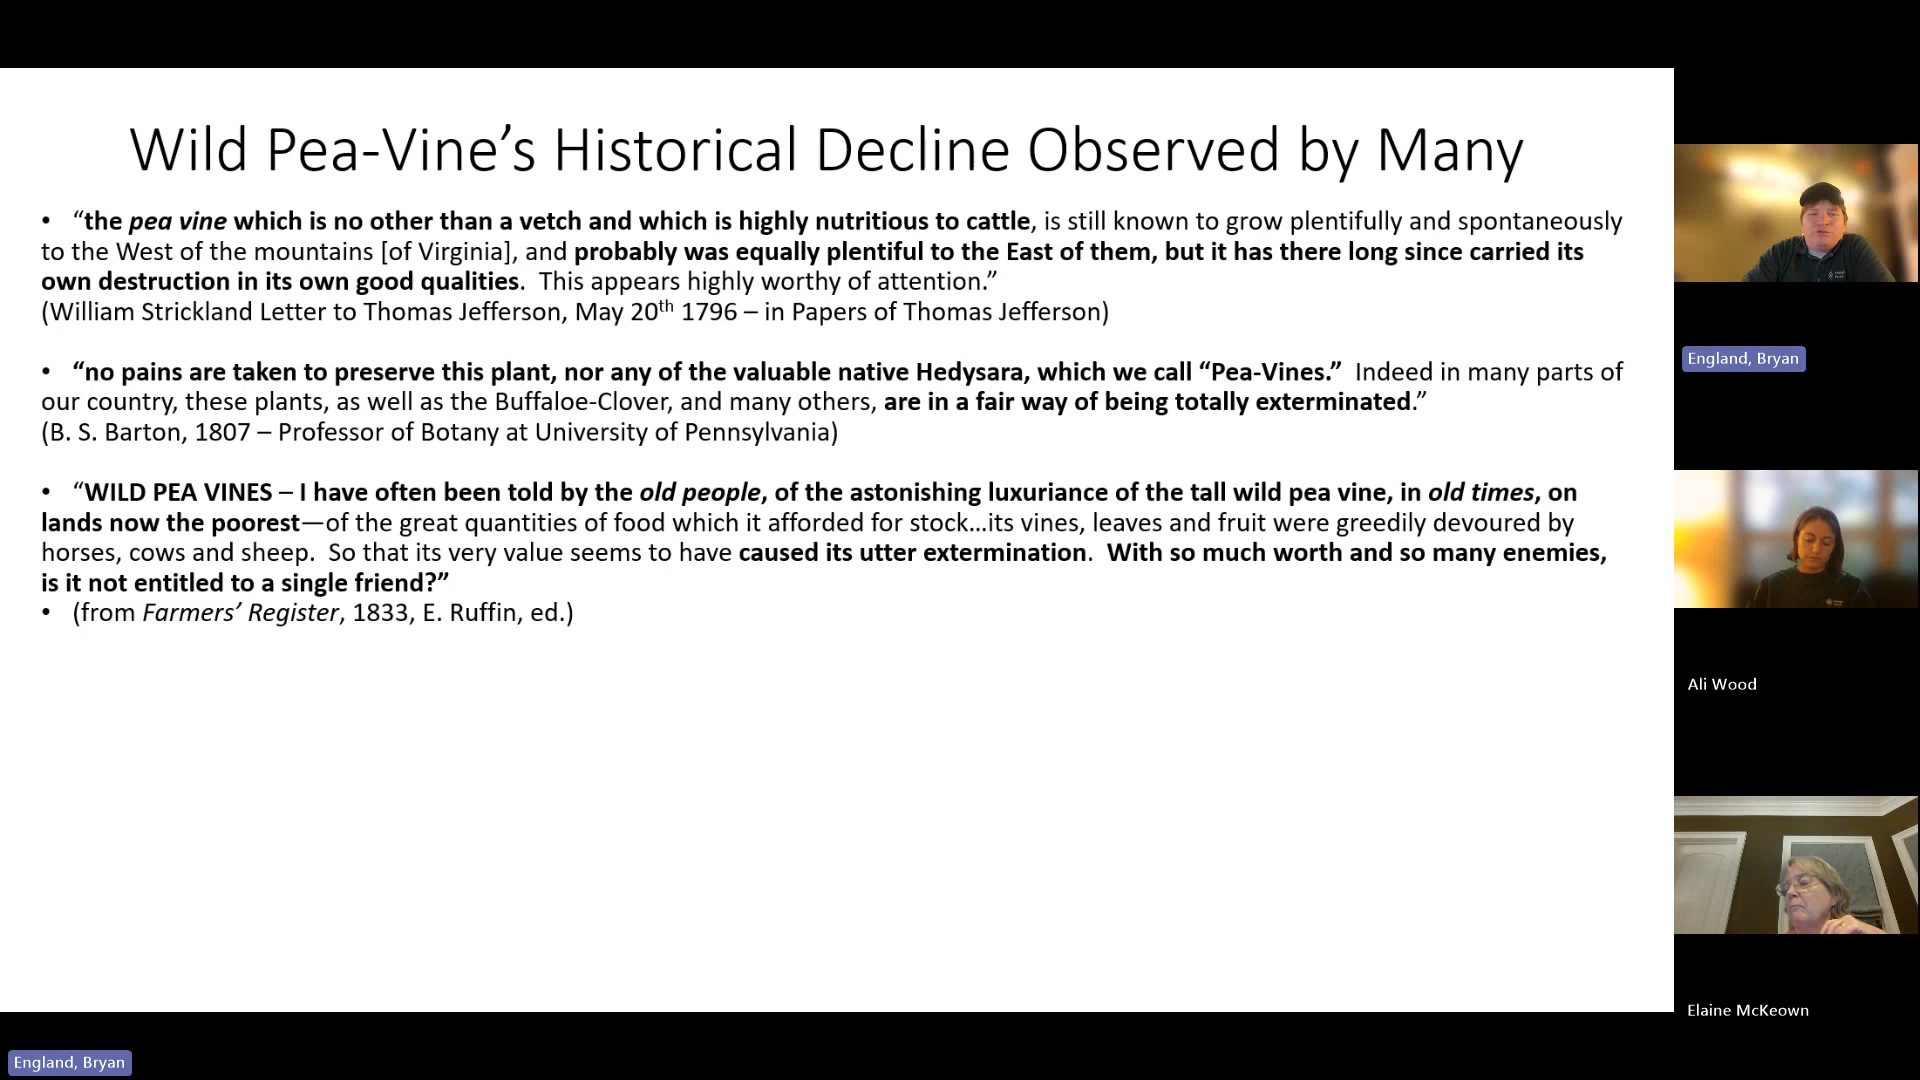 Wild Pea-Vine’s Historical Decline Observed by Many
• “the pea vine which is no other than a vetch and which is highly nutritious to cattle, is still known to grow plentifully and spontaneously
to the West of the mountains [of Virginia], and probably was equally plentiful to the East of them, but it has there long since carried its
own destruction in its own good qualities.  This appears highly worthy of attention.”
(William Strickland Letter to Thomas Jefferson, May 20th 1796 – in Papers of Thomas Jefferson)
• “no pains are taken to preserve this plant, nor any of the valuable native Hedysara, which we call “Pea-Vines.”  Indeed in many parts of
our country, these plants, as well as the Buffaloe-Clover, and many others, are in a fair way of being totally exterminated.”
(B. S. Barton, 1807 – Professor of Botany at University of Pennsylvania)
• “WILD PEA VINES – I have often been told by the old people, of the astonishing luxuriance of the tall wild pea vine, in old times, on
lands now the poorest—of the great quantities of food which it afforded for stock…its vines, leaves and fruit were greedily devoured by
horses, cows and sheep.  So that its very value seems to have caused its utter extermination.  With so much worth and so many enemies,
is it not entitled to a single friend?”
• (from Farmers’ Register, 1833, E. Ruffin, ed.)
England, Bryan
Ali Wood
Elaine McKeown
England, Bryan